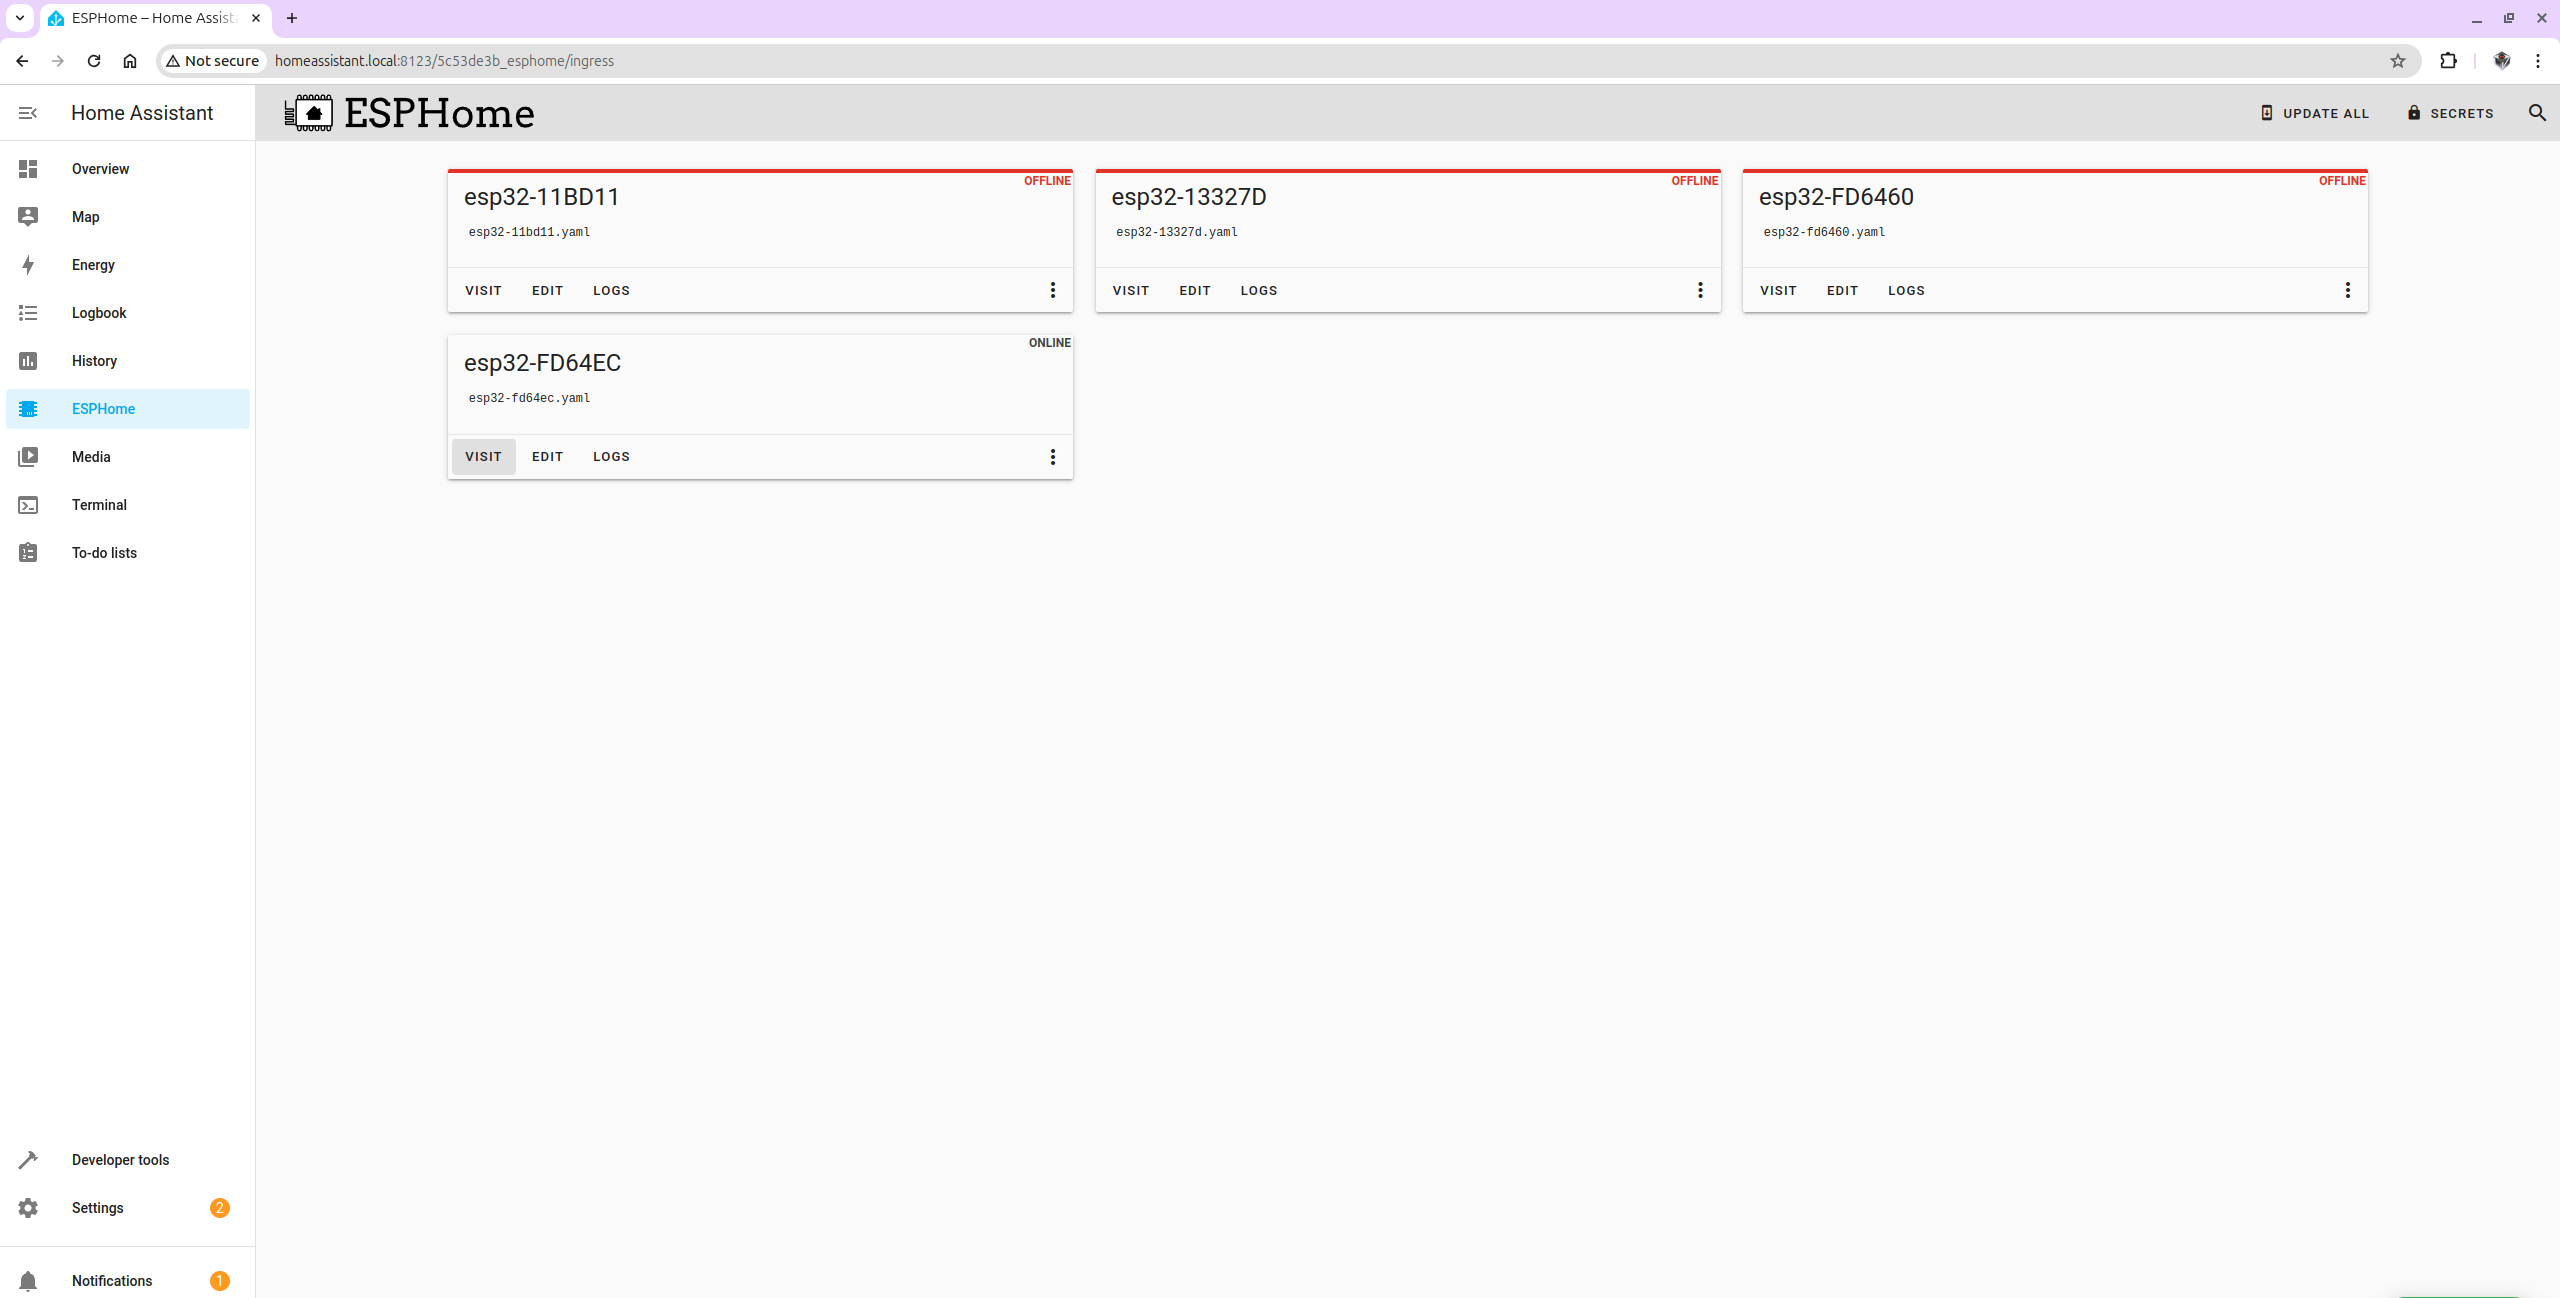 ESPHome – Home Assista
Not secure
homeassistant.local:8123/5c53de3b_esphome/ingress
Home Assistant
ESPHome
UPDATE ALL
SECRETS
Overview
Map
Energy
Logbook
History
ESPHome
Media
Terminal
To-do lists
Developer tools
Settings
2
Notifications
1
OFFLINE
esp32-11BD11
esp32-11bd11.yaml
VISIT EDIT LOGS
OFFLINE
esp32-13327D
esp32-13327d.yaml
VISIT EDIT LOGS
OFFLINE
esp32-FD6460
esp32-fd6460.yaml
VISIT EDIT LOGS
ONLINE
esp32-FD64EC
esp32-fd64ec.yaml
VISIT EDIT LOGS